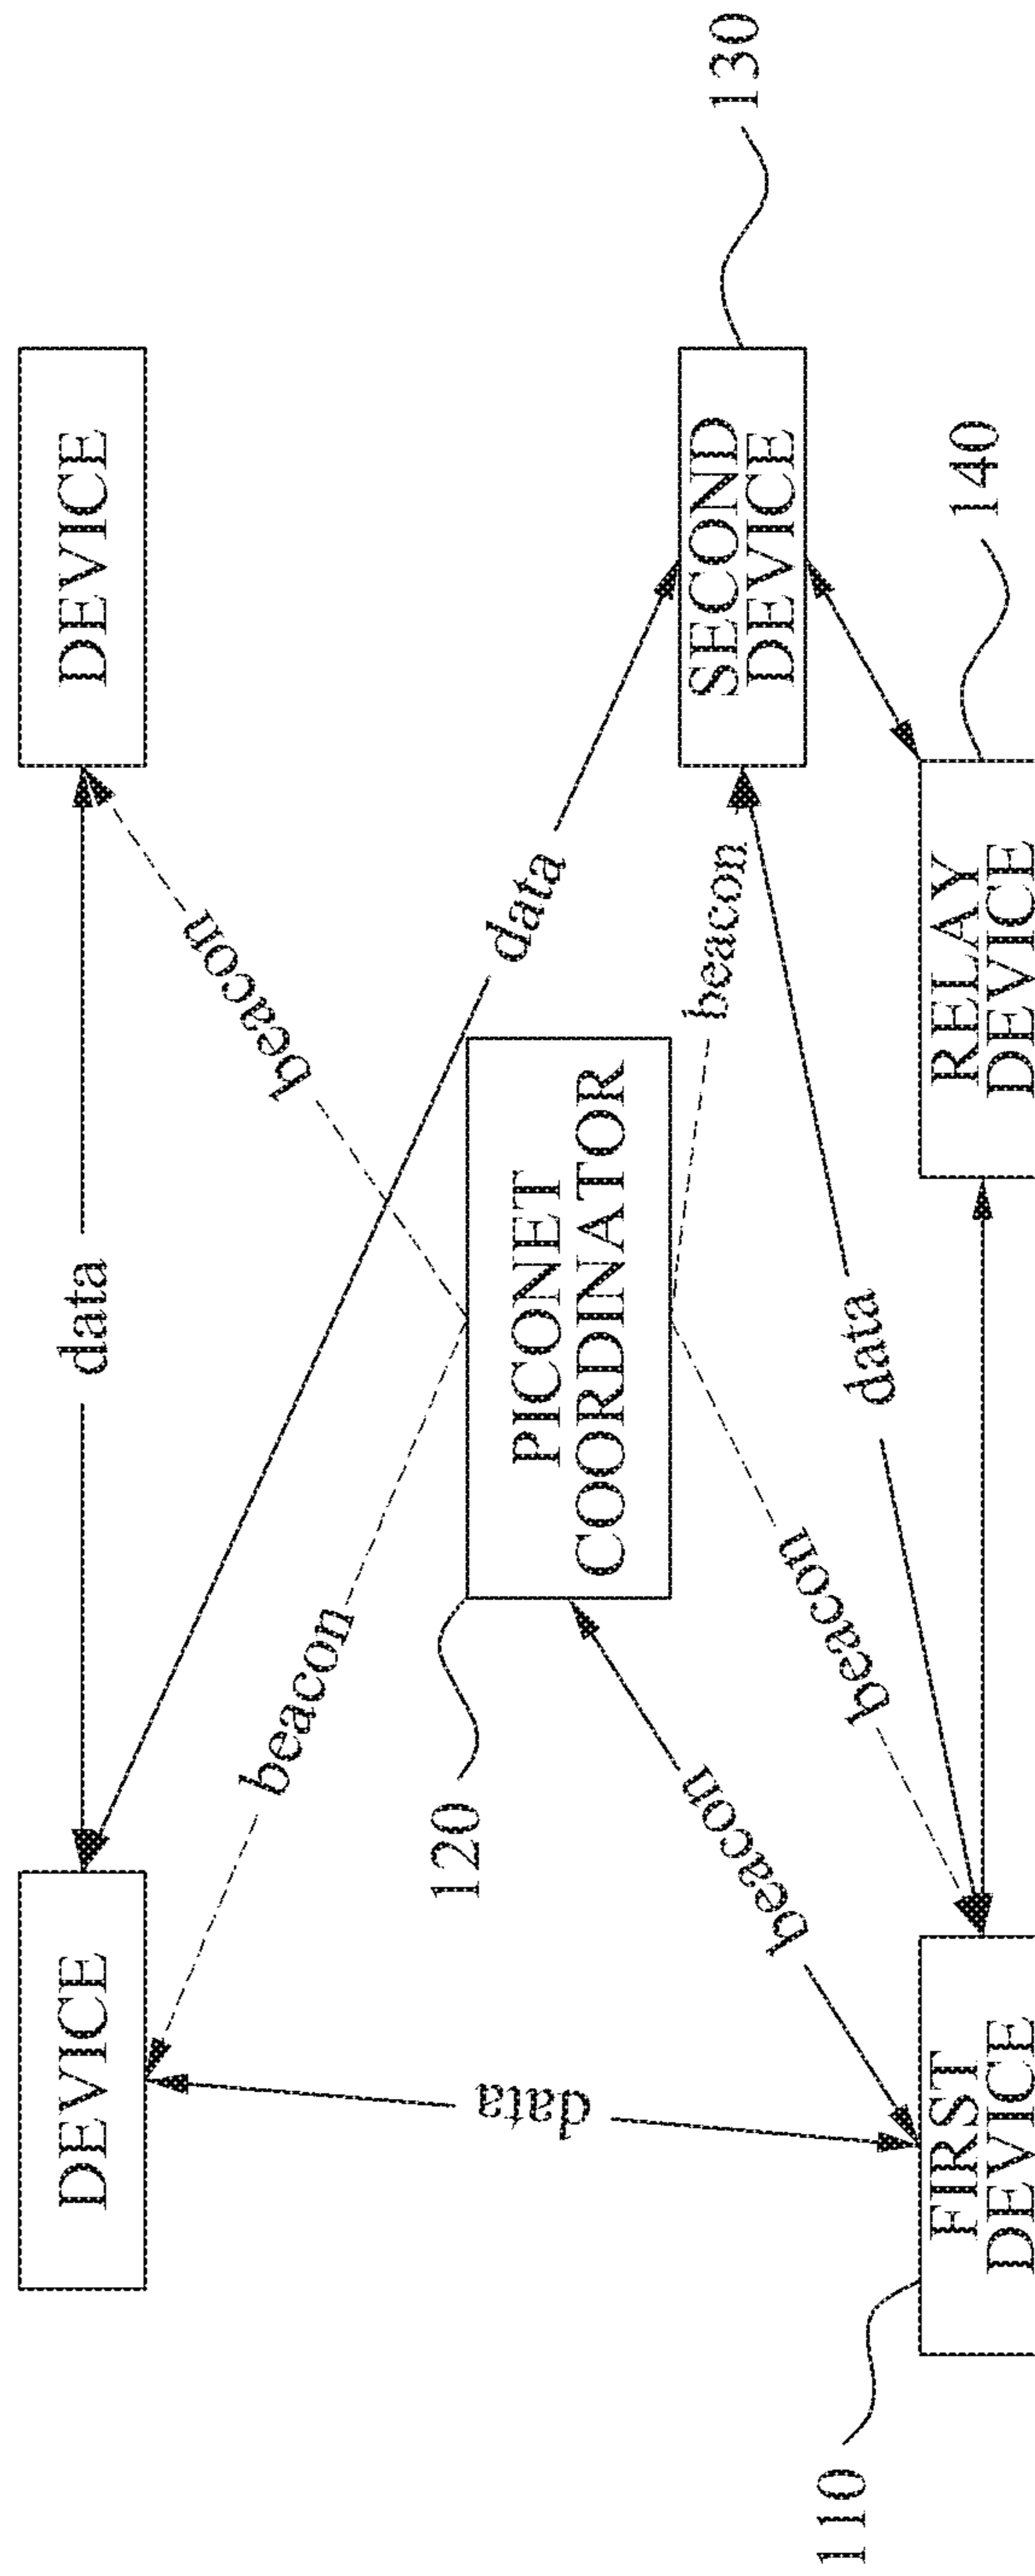 DEVICE
data
DEVICE
beacon
beacon
data
120
PICONET
COORDINATOR
data
beacon
beacon
beacon
130
SECOND
DEVICE
data
110
FIRST
DEVICE
RELAY
DEVICE
140